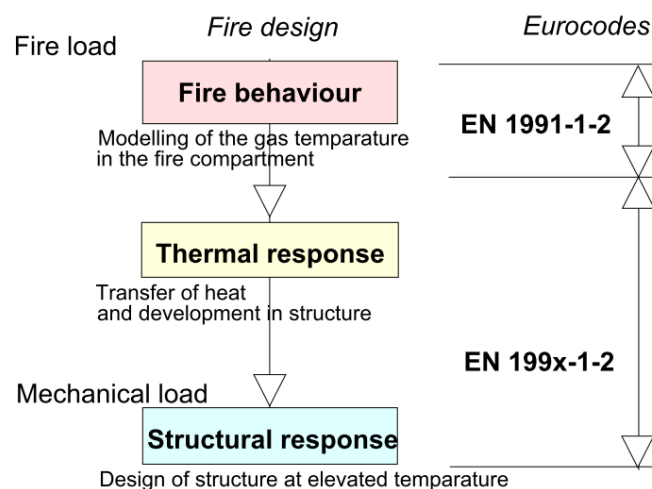 Fire design
Eurocodes
Fire load
Fire behaviour
Modelling of the gas temparature
in the fire compartment
EN 1991-1-2
Thermal response
Transfer of heat
and development in structure
EN 199x-1-2
Mechanical load
Structural response
Design of structure at elevated temparature